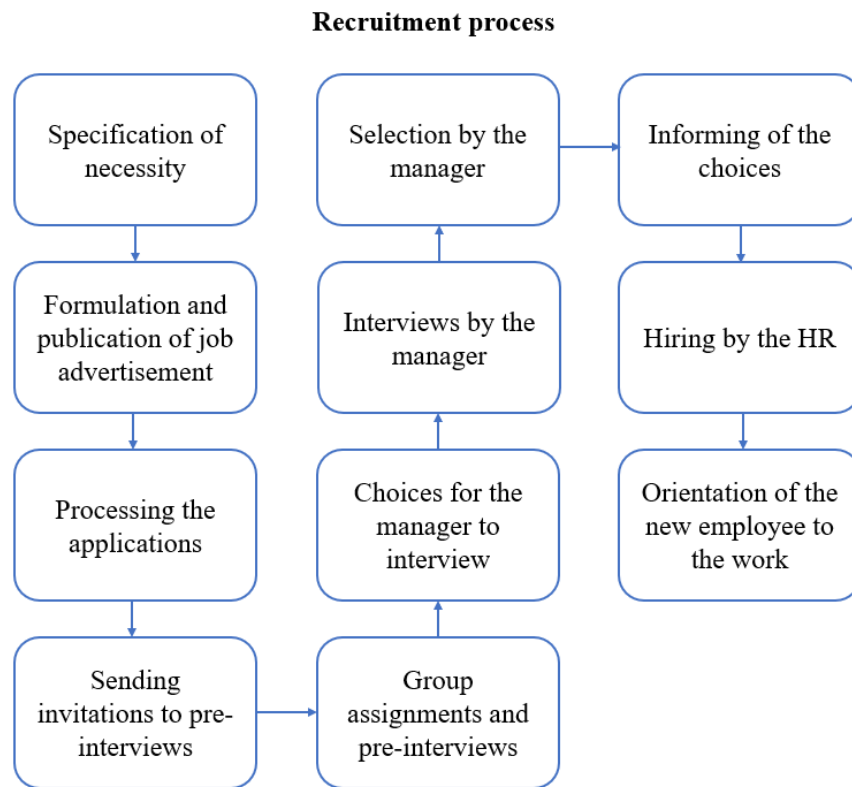 Recruitment process
Specification of
necessity
Formulation and
publication of job
advertisement
Processing the
applications
Sending
invitations to pre-
interviews
Group
assignments and
pre-interviews
Choices for the
manager to
interview
Interviews by the
manager
Selection by the
manager
Informing of the
choices
Hiring by the HR
Orientation of the
new employee to
the work